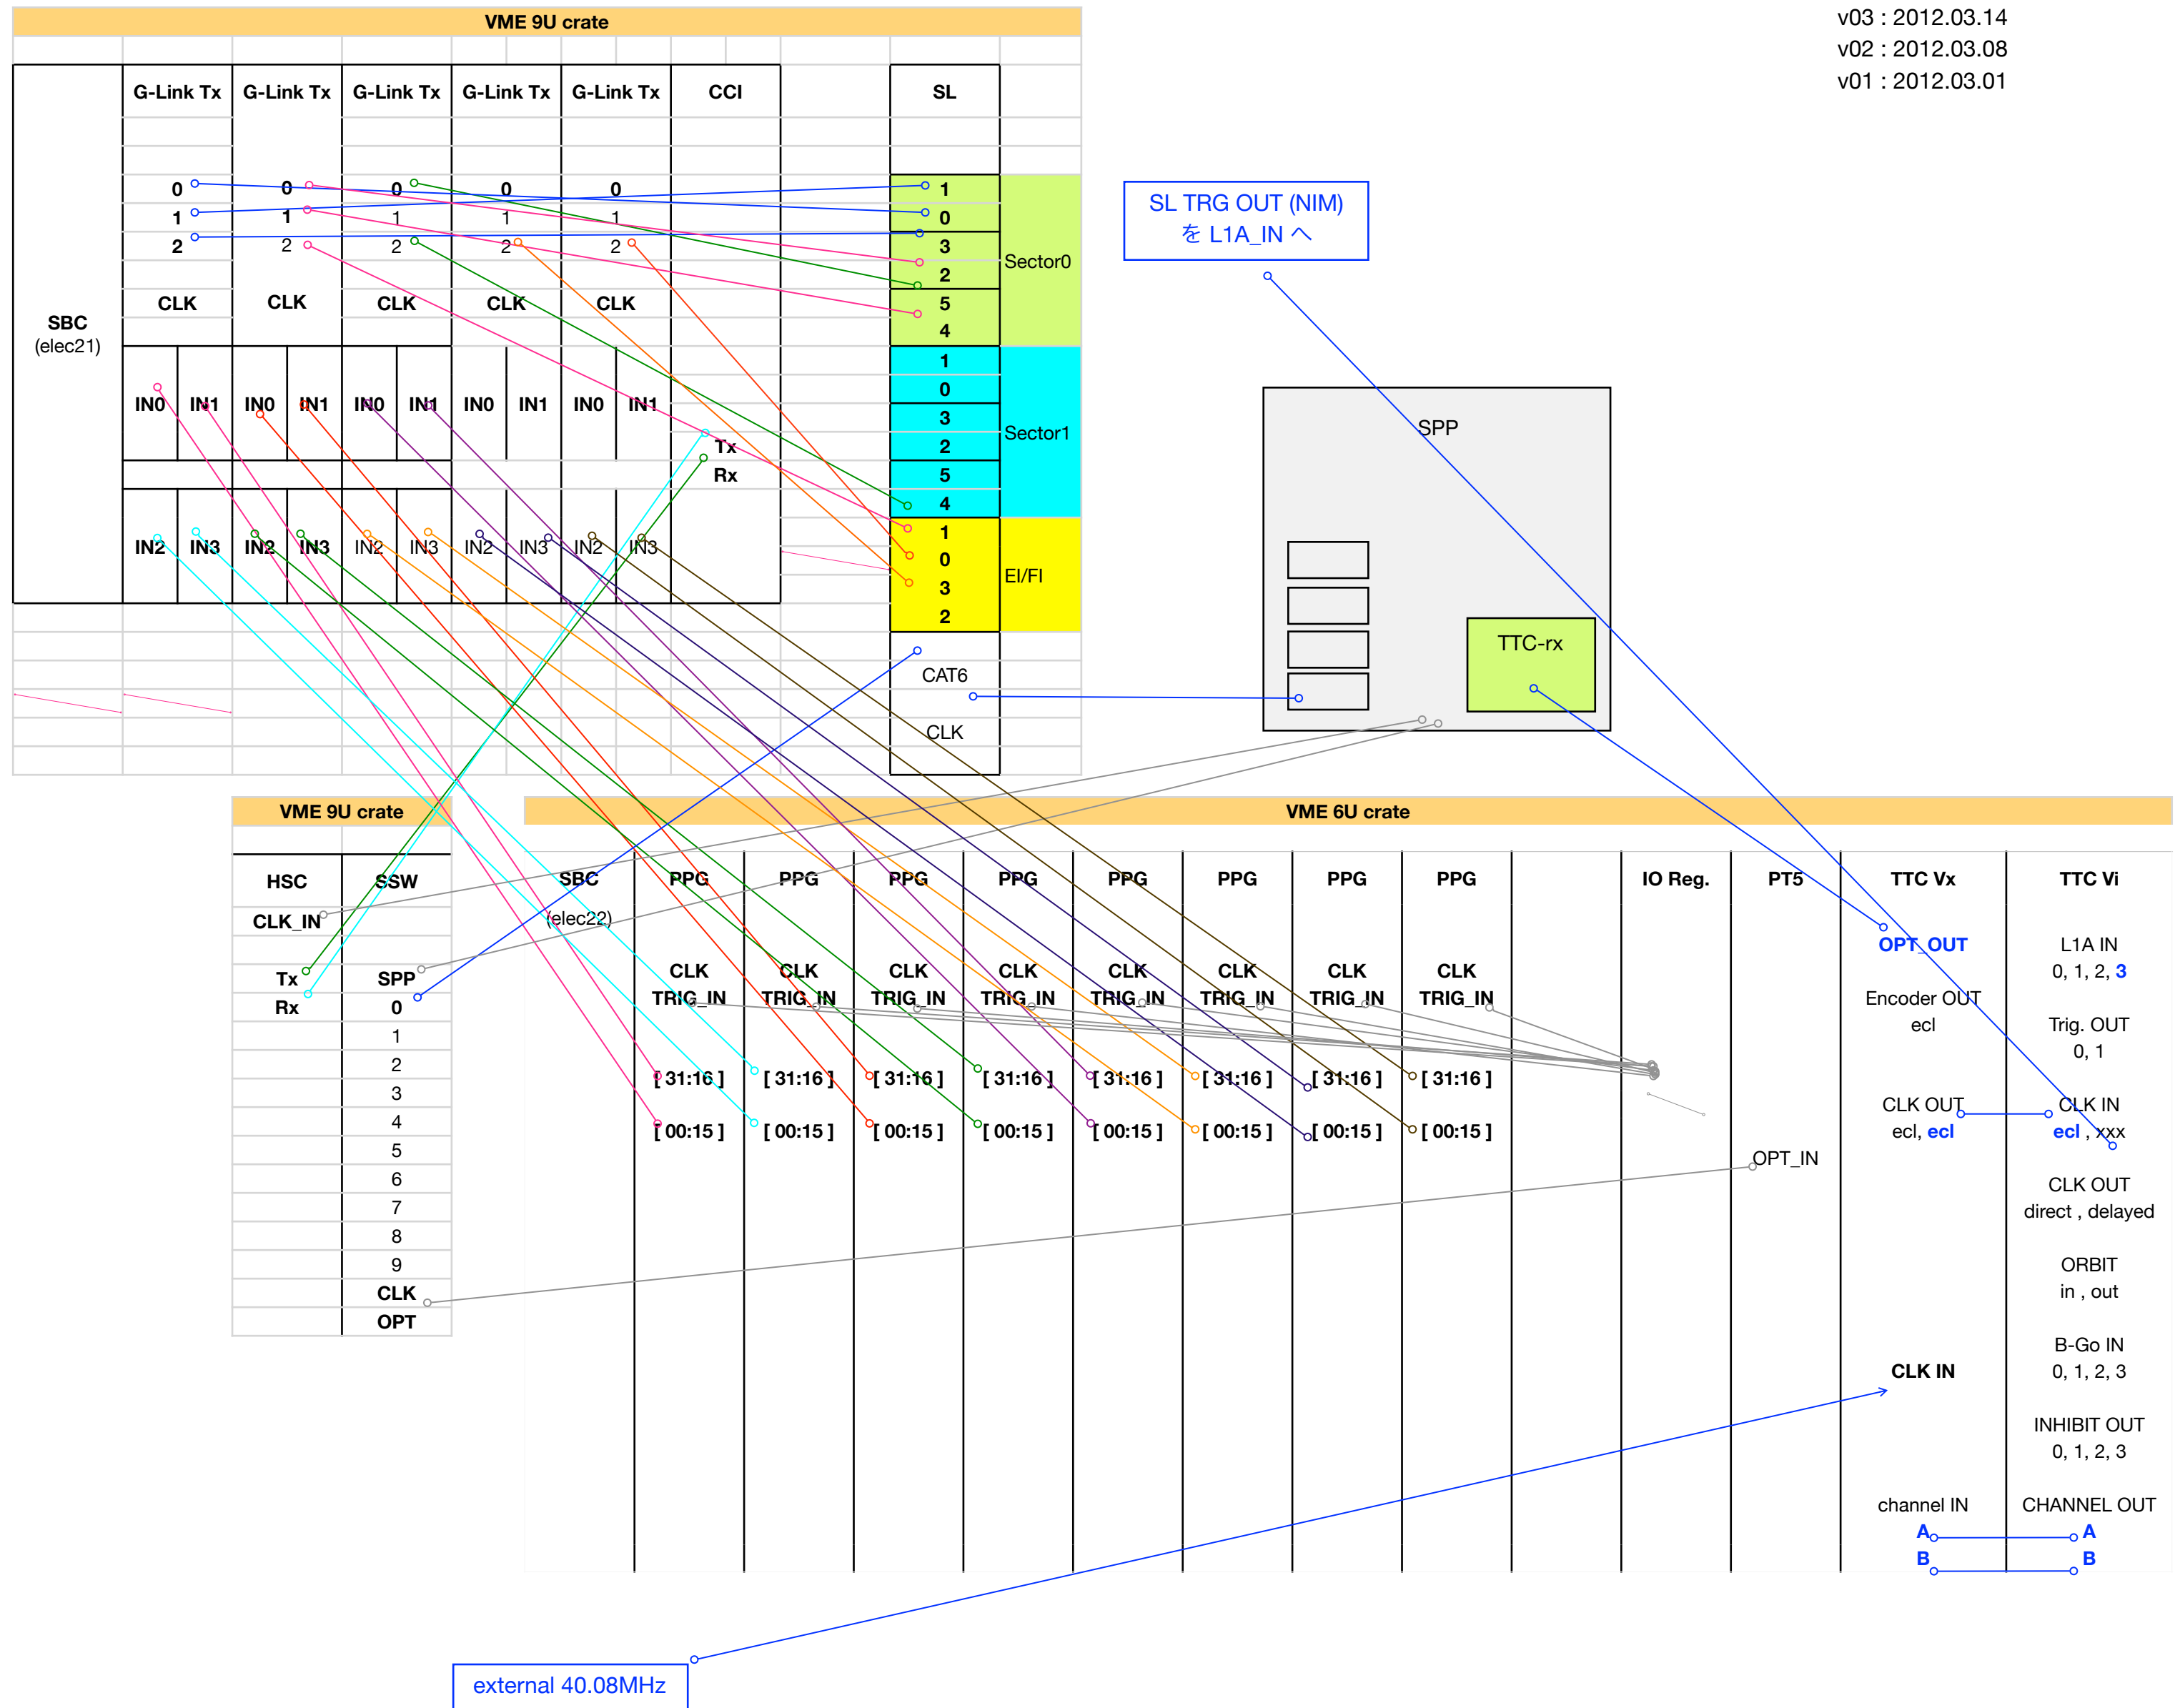 v03 : 2012.03.14
v02 : 2012.03.08
v01 : 2012.03.01
VME 9U crate
G-Link Tx G-Link Tx G-Link Tx G-Link Tx G-Link Tx CCI SL
0 0 0 0 0 1
1 1 1 1 1 0
2 2 2 2 2 3
2
Sector0
CLK CLK CLK CLK CLK 5
4
SBC
(elec21)
1
0
IN0 IN1 IN0 IN1 IN0 IN1 IN0 IN1 IN0 IN1
3
Sector1
Tx 2
Rx 5
4
1
IN2 IN3 IN2 IN3 IN2 IN3 IN2 IN3 IN2 IN3
0
EI/FI
3
2
CAT6
CLK
SL TRG OUT (NIM)
を L1A_IN へ
SPP
TTC-rx
VME 9U crate
HSC SSW
CLK_IN
Tx SPP
Rx 0
1
2
3
4
5
6
7
8
9
CLK
OPT
VME 6U crate
SBC PPG PPG PPG PPG PPG PPG PPG PPG IO Reg. PT5 TTC Vx TTC Vi
(elec22)
CLK CLK CLK CLK CLK CLK CLK CLK
TRIG_IN TRIG_IN TRIG_IN TRIG_IN TRIG_IN TRIG_IN TRIG_IN TRIG_IN
[ 31:16 ] [ 31:16 ] [ 31:16 ] [ 31:16 ] [ 31:16 ] [ 31:16 ] [ 31:16 ] [ 31:16 ]
[ 00:15 ] [ 00:15 ] [ 00:15 ] [ 00:15 ] [ 00:15 ] [ 00:15 ] [ 00:15 ] [ 00:15 ]
OPT_IN
OPT_OUT
Encoder OUT
ecl
CLK OUT
ecl, ecl
CLK IN
channel IN
A
B
L1A IN
0, 1, 2, 3
Trig. OUT
0, 1
CLK IN
ecl , xxx
CLK OUT
direct , delayed
ORBIT
in , out
B-Go IN
0, 1, 2, 3
INHIBIT OUT
0, 1, 2, 3
CHANNEL OUT
A
B
external 40.08MHz